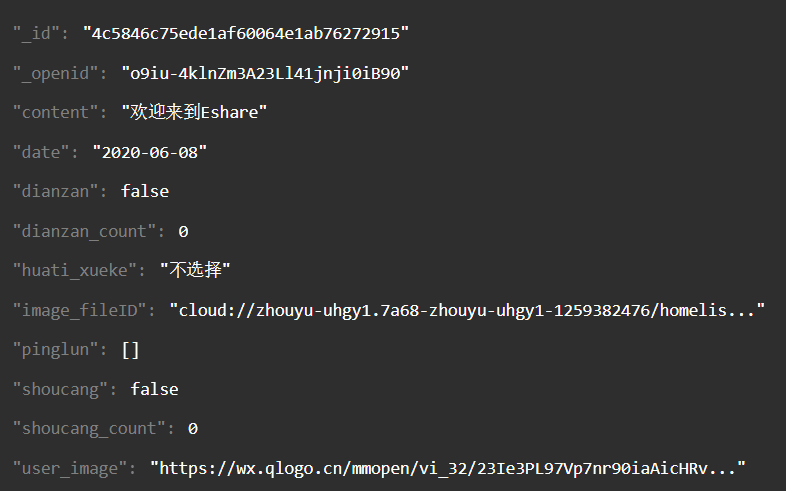 "_id": "4c5846c75ede1af60064e1ab76272915"
"_openid": "o9iu-4klnZm3A23Ll41jnji0iB90"
"content": "欢迎来到Eshare"
"date": "2020-06-08"
"dianzan": false
"dianzan_count": 0
"huati_xueke": "不选择"
"image_fileID": "cloud://zhouyu-uhgy1.7a68-zhouyu-uhgy1-1259382476/homelis..."
"pinglun": []
"shoucang": false
"shoucang_count": 0
"user_image": "https://wx.qlogo.cn/mmopen/vi_32/23Ie3PL97Vp7nr90iaAicHRv..."